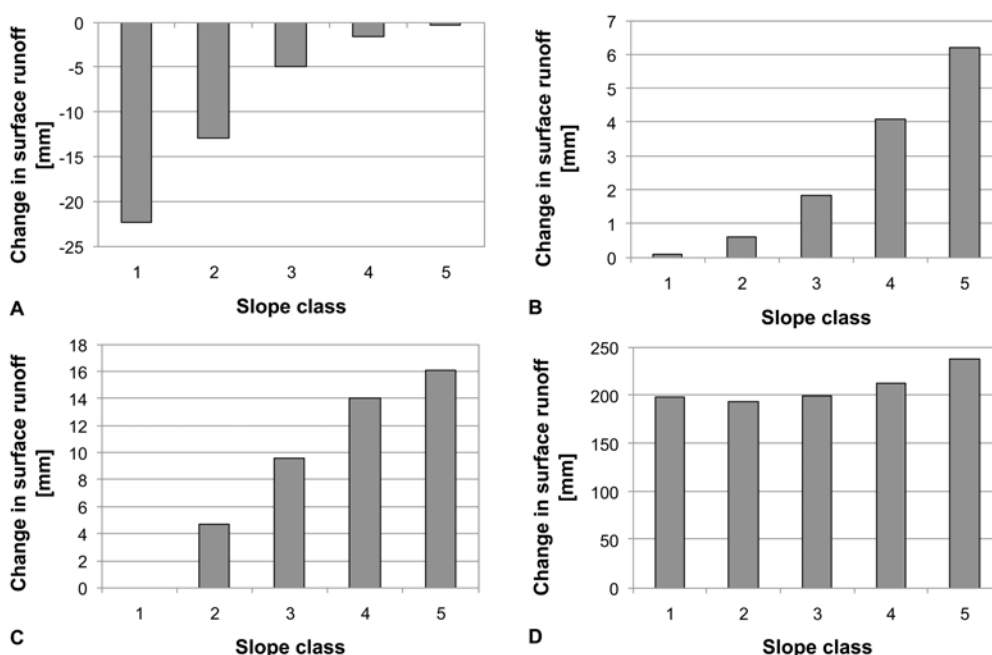 Change in surface runoff
[mm]
0
-5
-10
-15
-20
-25
1 2 3 4 5
A
Slope class
Change in surface runoff
[mm]
7
6
5
4
3
2
1
0
1 2 3 4 5
B
Slope class
Change in surface runoff
[mm]
18
16
14
12
10
8
6
4
2
0
1 2 3 4 5
C
Slope class
Change in surface runoff
[mm]
250
200
150
100
50
0
1 2 3 4 5
D
Slope class